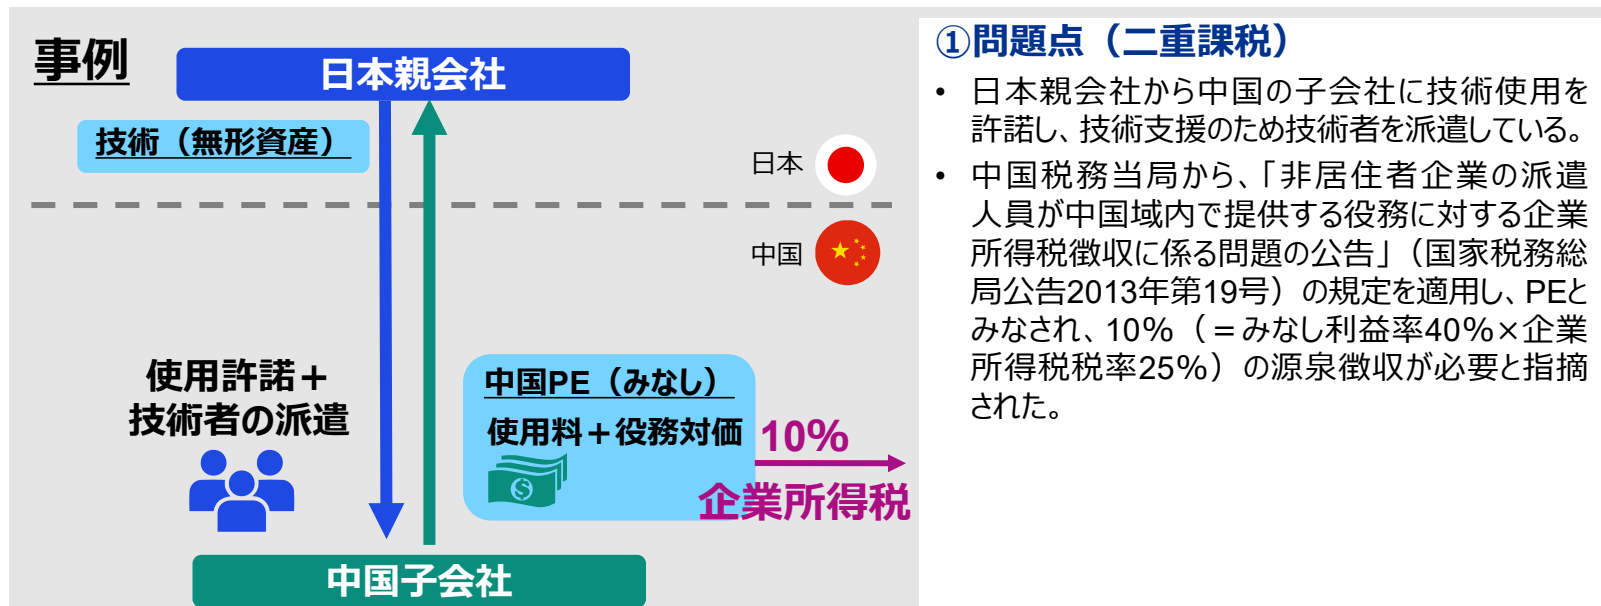 事例
日本親会社
技術（無形資産）
日本
中国
使用許諾＋
技術者の派遣
中国PE（みなし）
使用料＋役務対価
10%
企業所得税
中国子会社
①問題点（二重課税）
• 日本親会社から中国の子会社に技術使用を
許諾し、技術支援のため技術者を派遣している。
• 中国税務当局から、「非居住者企業の派遣
人員が中国域内で提供する役務に対する企業
所得税徴収に係る問題の公告」（国家税務総
局公告2013年第19号）の規定を適用し、PEと
みなされ、10%（＝みなし利益率40%×企業
所得税税率25%）の源泉徴収が必要と指摘
された。